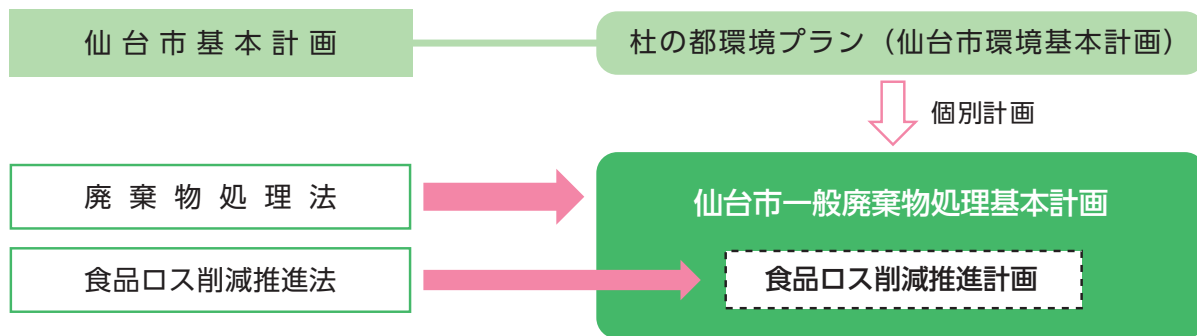 仙台市基本計画
杜の都環境プラン（仙台市環境基本計画）
個別計画
廃棄物処理法
仙台市一般廃棄物処理基本計画
食品ロス削減推進法
食品ロス削減推進計画